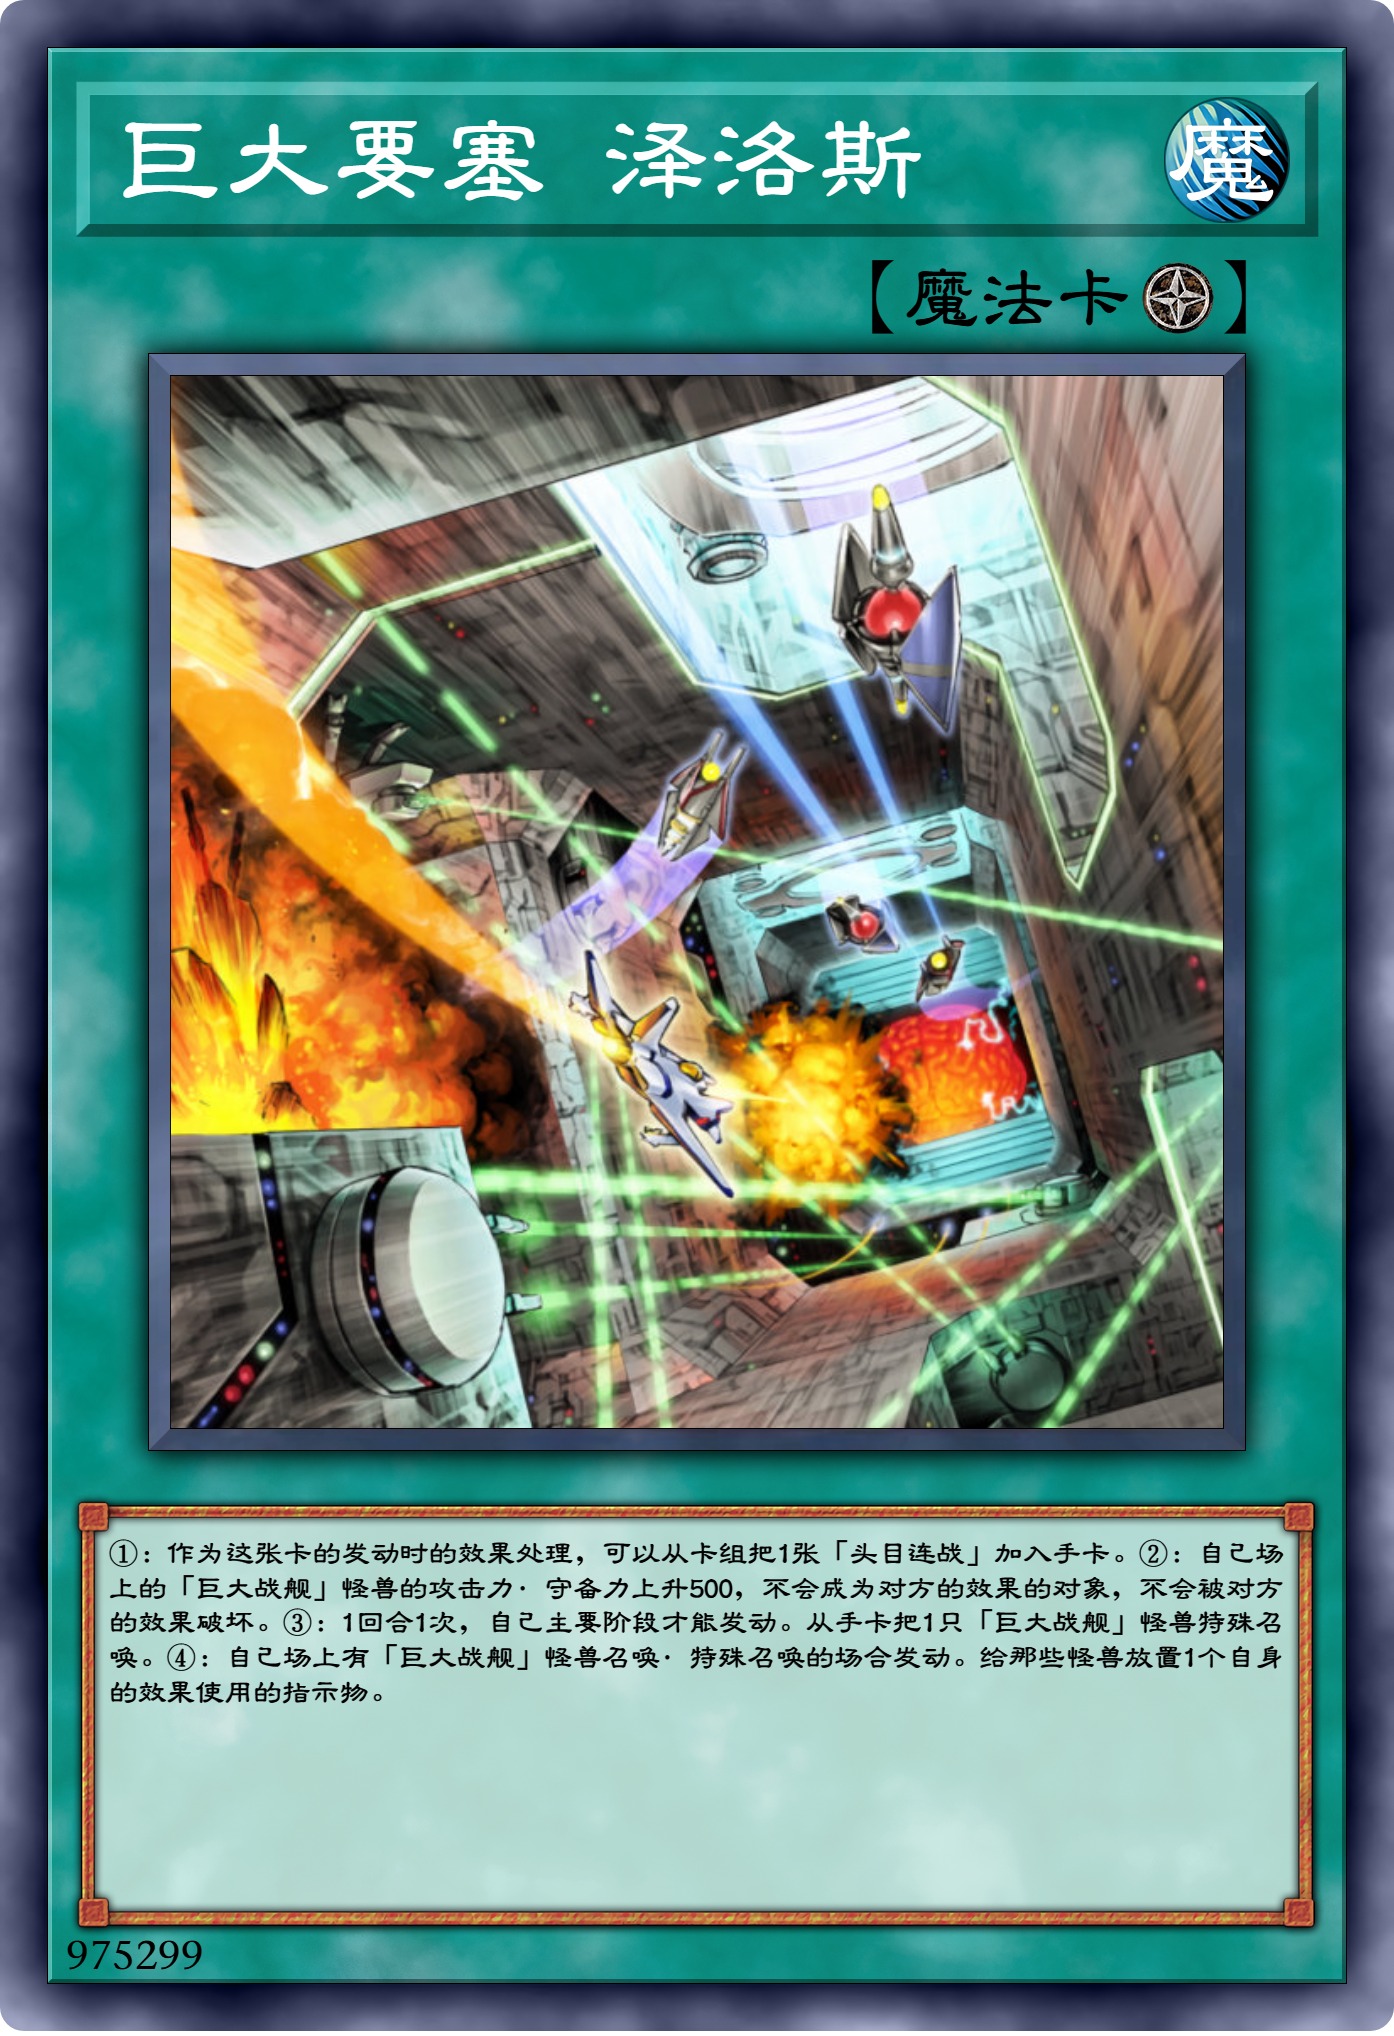 巨大要塞 泽洛斯
魔
【魔法卡】
①：作为这张卡的发动时的效果处理，可以从卡组把1张「头目连战」加入手卡。②：自己场
上的「巨大战舰」怪兽的攻击力·守备力上升500，不会成为对方的效果的对象，不会被对方
的效果破坏。③：1回合1次，自己主要阶段才能发动。从手卡把1只「巨大战舰」怪兽特殊召
唤。④：自己场上有「巨大战舰」怪兽召唤·特殊召唤的场合发动。给那些怪兽放置1个自身
的效果使用的指示物。
975299